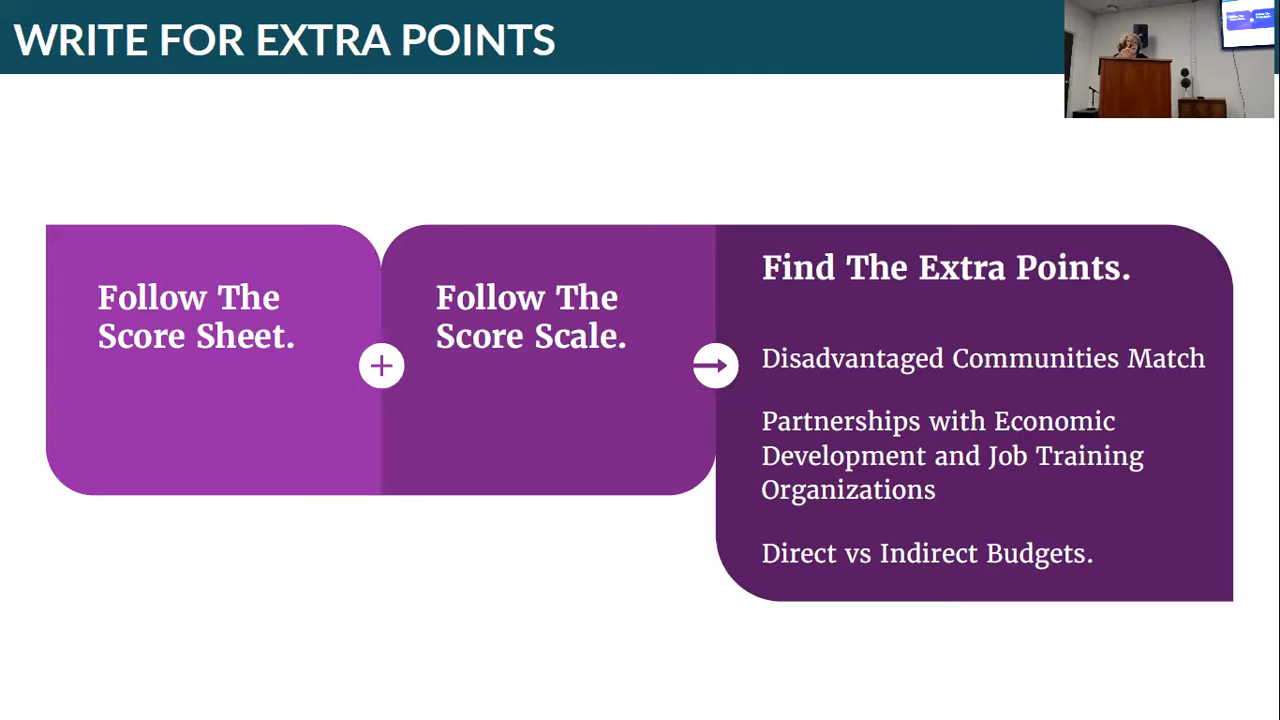 WRITE FOR EXTRA POINTS
Follow The
Score Sheet.
Follow The
Score Scale.
Find The Extra Points.
Disadvantaged Communities Match
Partnerships with Economic
Development and Job Training
Organizations
Direct vs Indirect Budgets.